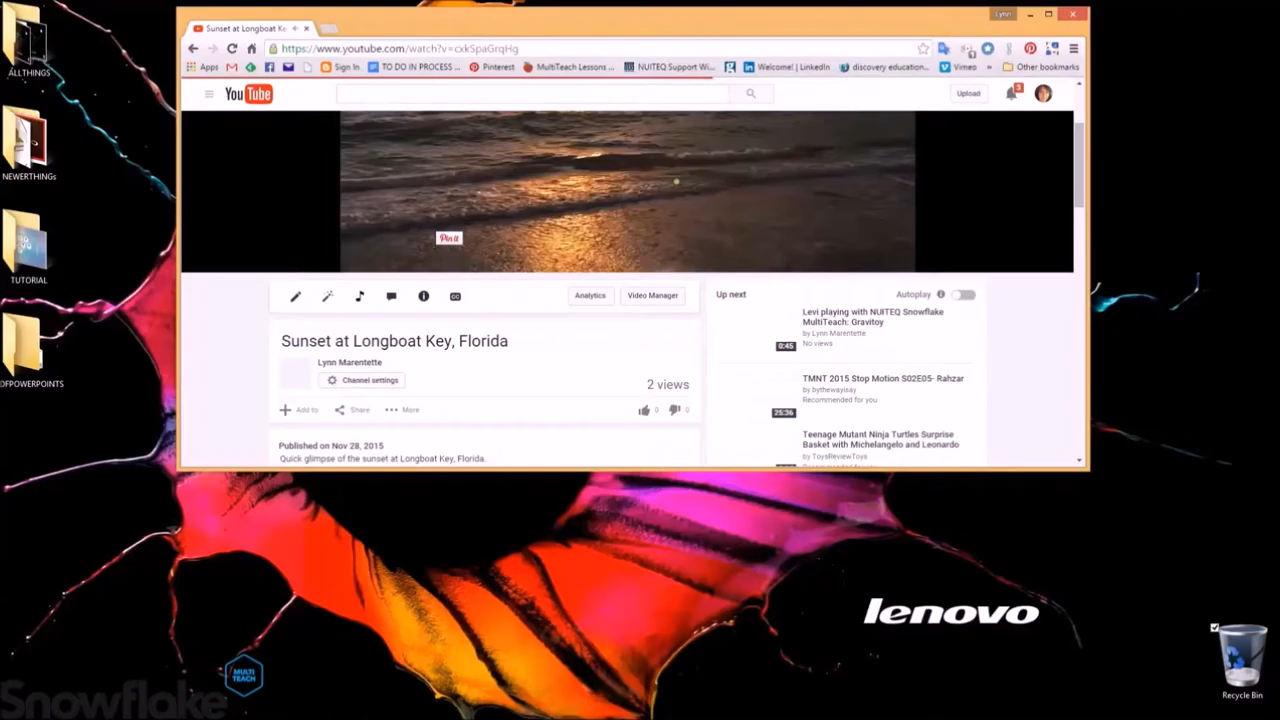 ALLTHINGS
NEWERTHINGs
TUTORIAL
DFPOWERPOINTS
Lynn
Sunset at Longboat Ke
https://www.youtube.com/watch?v=cxkSpaGrqHg
Apps
Sign In
TO DO IN PROCESS ...
Pinterest
MultiTeach Lessons ...
NUITEQ Support Wi...
Welcome! | LinkedIn
discovery education...
Vimeo
»
Other bookmarks
YouTube
Upload
3
Pin it
Analytics
Video Manager
Sunset at Longboat Key, Florida
Lynn Marentette
Channel settings
2 views
Add to
Share
More
0
0
Published on Nov 28, 2015
Quick glimpse of the sunset at Longboat Key, Florida.
Up next
Autoplay
Levi playing with NUITEQ Snowflake
MultiTeach: Gravitoy
by Lynn Marentette
No views
0:45
TMNT 2015 Stop Motion S02E05- Rahzar
by bythewayisay
Recommended for you
25:36
Teenage Mutant Ninja Turtles Surprise
Basket with Michelangelo and Leonardo
by ToysReviewToys
lenovo
MULTI
TEACH
Snowflake
Recycle Bin